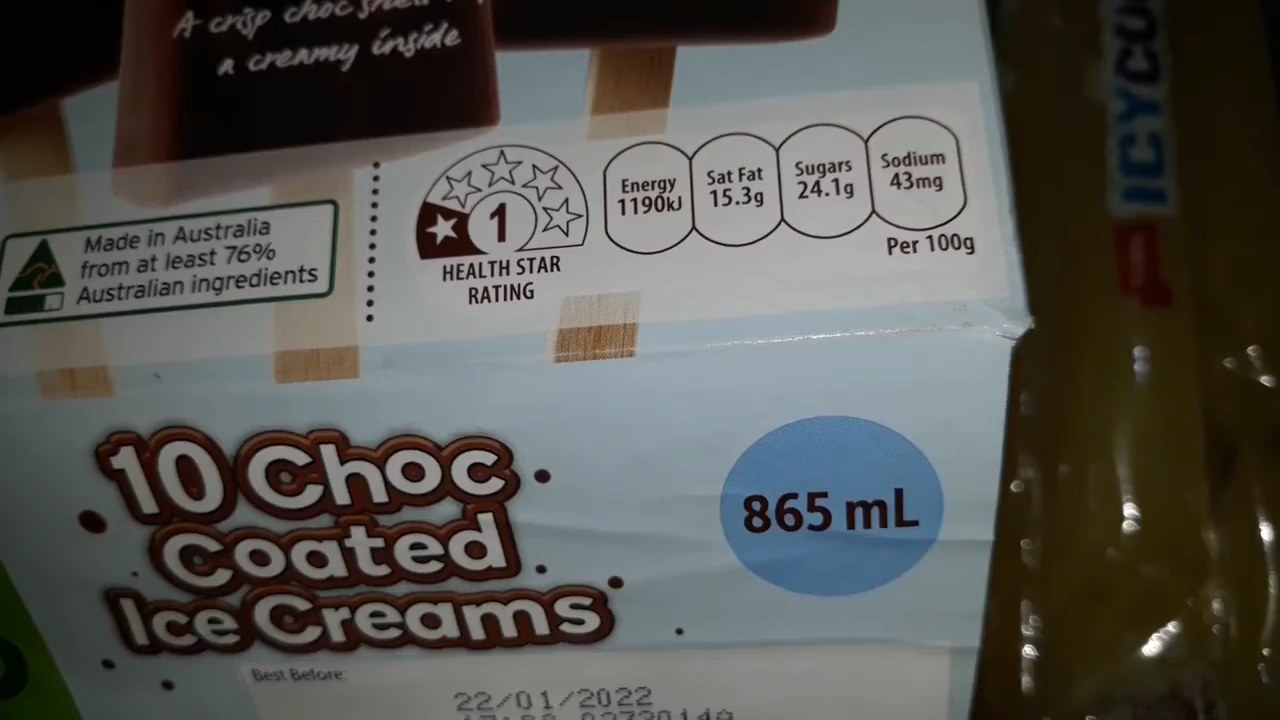 A crisp choc
a creamy inside
Made in Australia
from at least 76%
Australian ingredients
1
HEALTH STAR
RATING
Energy
1190kJ
Sat Fat
15.3g
Sugars
24.1g
Sodium
43mg
Per 100g
10 Choc
Coated
Ice Creams
865 mL
Best Before:
22/01/2022